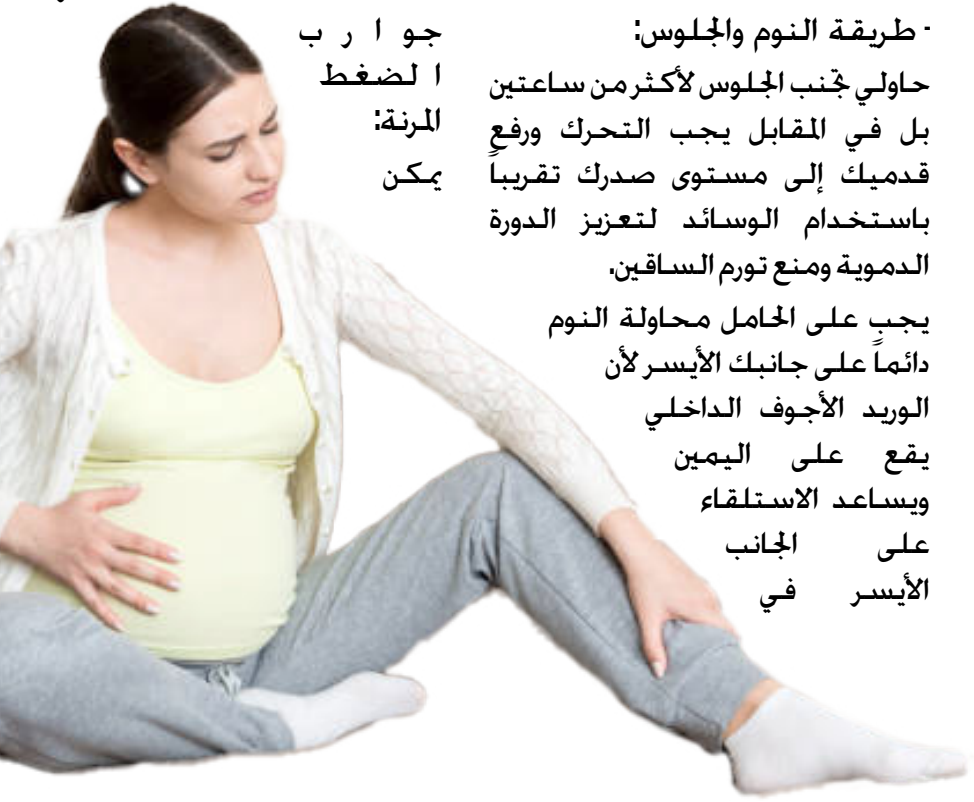 - طريقة النوم والجلوس:
حاولي تجنب الجلوس لأكثر من ساعتين
بل في المقابل يجب التحرك ورفع
قدميك إلى مستوى صدرك تقريباً
باستخدام الوسائد لتعزيز الدورة
الدموية ومنع تورم الساقين.
يجب على الحامل محاولة النوم
دائماً على جانبك الأيسر لأن
الوريد الأجوف الداخلي
يقع على اليمين
ويساعد الاستلقاء
على الجانب
الأيسر في
جوارب
الضغط
المرنة:
يمكن